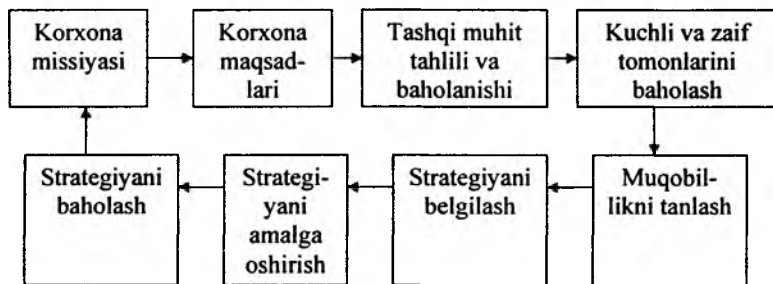 Korxona
missiyasi
Korxona
maqsad-
lari
Tashqi muhit
tahlili va
baholanishi
Kuchli va zaif
tomonlarini
baholash
Strategiyani
baholash
Strategi-
yani
amalga
oshirish
Strategiyani
belgilash
Muqobil-
likni tanlash